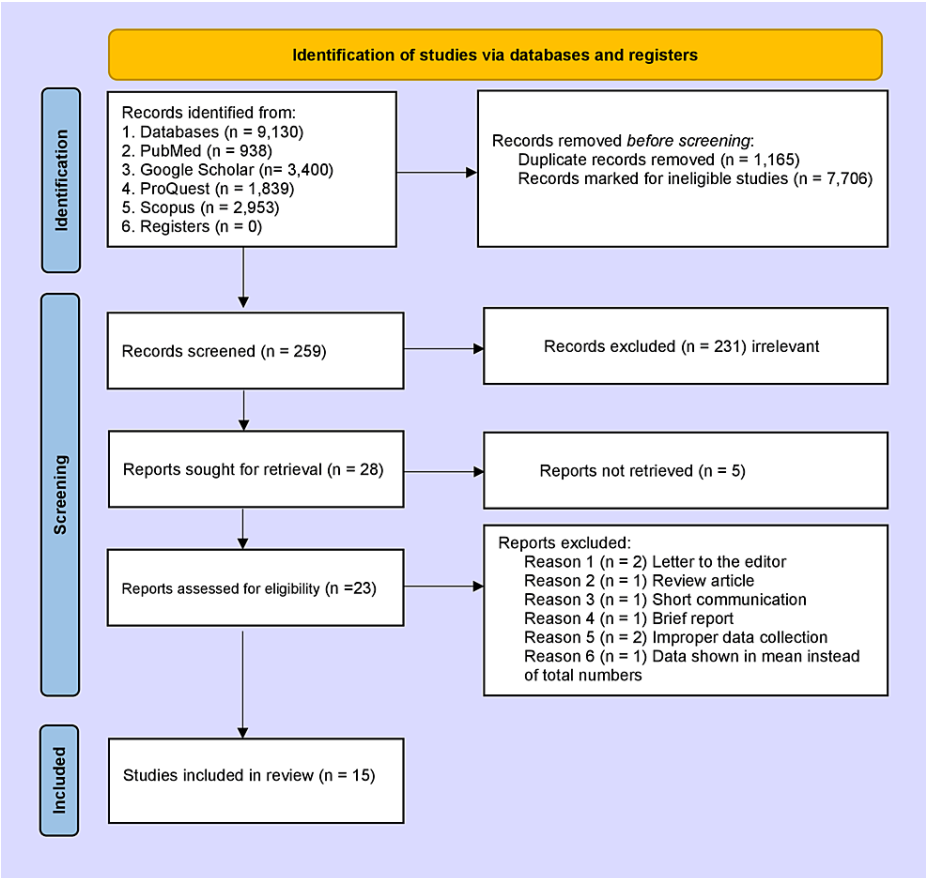 Identification of studies via databases and registers
Identification
Records identified from:
1. Databases (n = 9,130)
2. PubMed (n = 938)
3. Google Scholar (n= 3,400)
4. ProQuest (n = 1,839)
5. Scopus (n = 2,953)
6. Registers (n = 0)
Records removed before screening:
Duplicate records removed (n = 1,165)
Records marked for ineligible studies (n = 7,706)
Screening
Records screened (n = 259)
Records excluded (n = 231) irrelevant
Reports sought for retrieval (n = 28)
Reports not retrieved (n = 5)
Reports assessed for eligibility (n =23)
Reports excluded:
Reason 1 (n = 2) Letter to the editor
Reason 2 (n = 1) Review article
Reason 3 (n = 1) Short communication
Reason 4 (n = 1) Brief report
Reason 5 (n = 2) Improper data collection
Reason 6 (n = 1) Data shown in mean instead
of total numbers
Included
Studies included in review (n = 15)